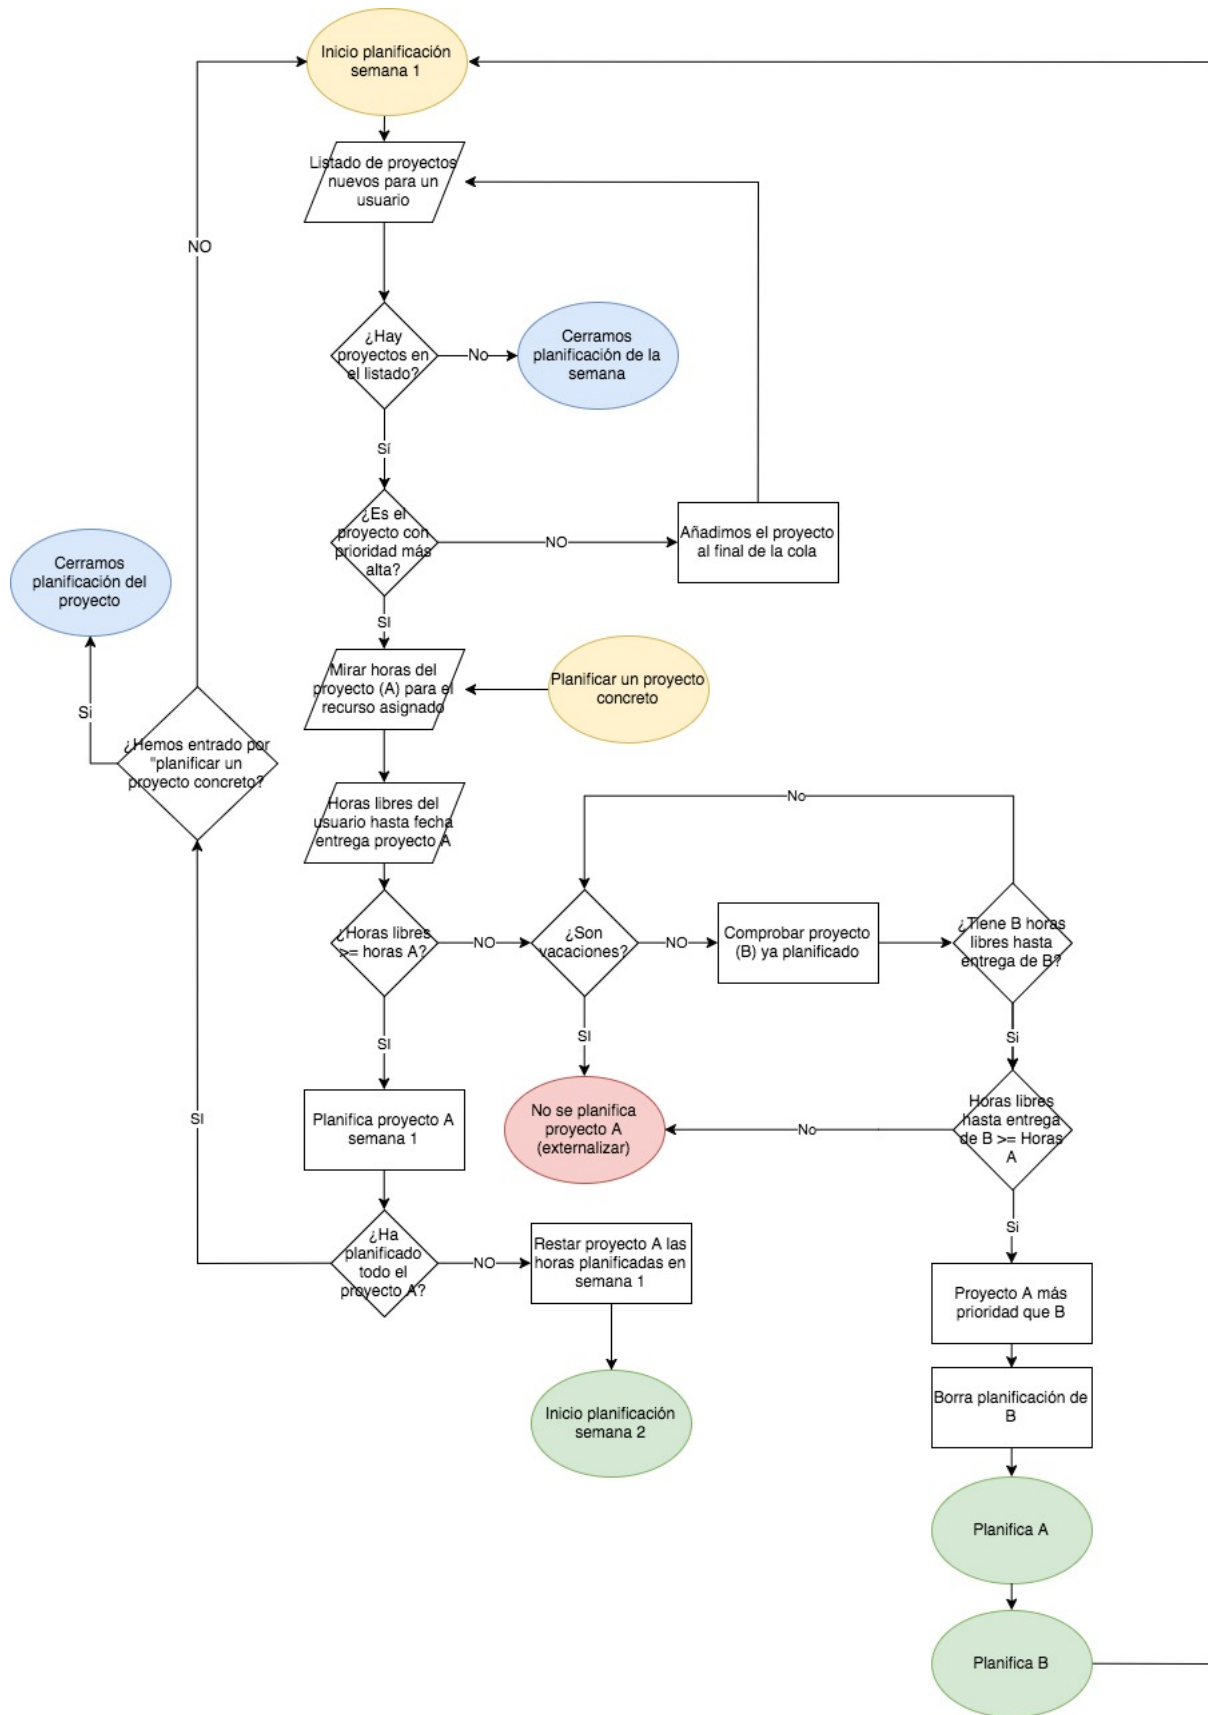 Inicio planificación
semana 1
Listado de proyectos
nuevos para un
usuario
NO
¿Hay
proyectos en
el listado?
No
Cerramos
planificación de la
semana
Sí
¿Es el
proyecto con
prioridad más
alta?
NO
Añadimos el proyecto
al final de la cola
Cerramos
planificación del
proyecto
SI
Mirar horas del
proyecto (A) para el
recurso asignado
Planificar un proyecto
concreto
Si
¿Hemos entrado por
"planificar un
proyecto concreto?
Horas libres del
usuario hasta fecha
entrega proyecto A
No
¿Horas libres
>= horas A?
NO
¿Son
vacaciones?
NO
Comprobar proyecto
(B) ya planificado
¿Tiene B horas
libres hasta
entrega de B?
SI
SI
Si
Planifica proyecto A
semana 1
No se planifica
proyecto A
(externalizar)
No
Horas libres
hasta entrega
de B >= Horas
A
SI
¿Ha
planificado
todo el
proyecto A?
NO
Restar proyecto A las
horas planificadas en
semana 1
Si
Proyecto A más
prioridad que B
Inicio planificación
semana 2
Borra planificación de
B
Planifica A
Planifica B